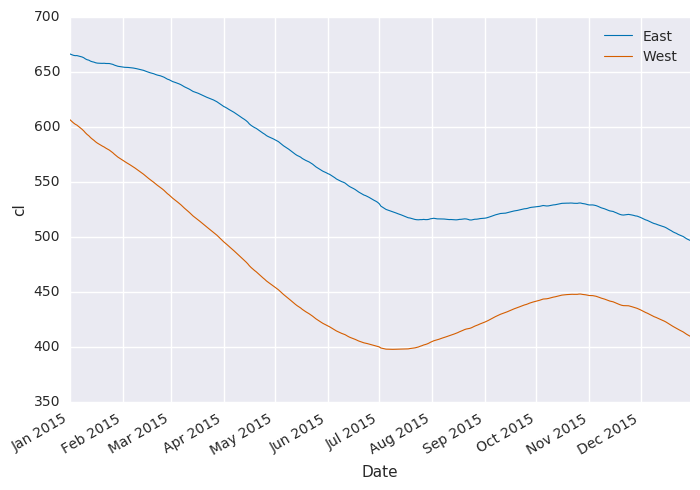 700
650
600
550
500
450
400
350
cl
East
West
Jan 2015
Feb 2015
Mar 2015
Apr 2015
May 2015
Jun 2015
Jul 2015
Aug 2015
Sep 2015
Oct 2015
Nov 2015
Dec 2015
Date